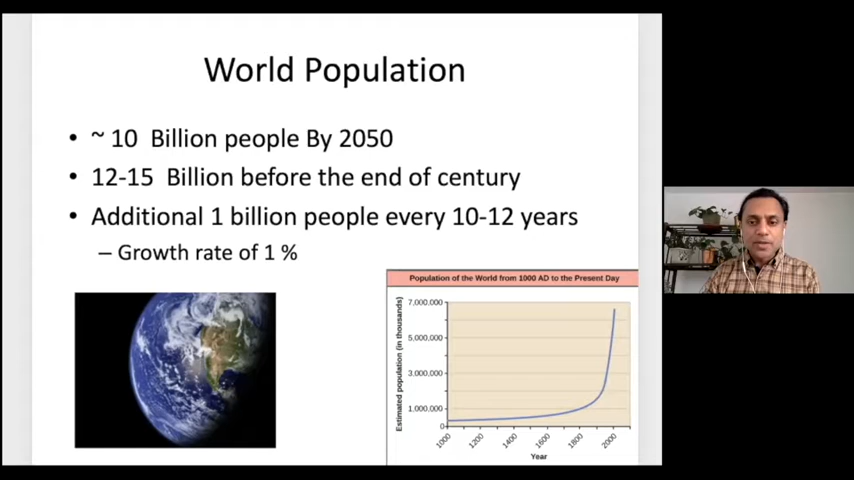 World Population
• ~ 10 Billion people By 2050
• 12-15 Billion before the end of century
• Additional 1 billion people every 10-12 years
– Growth rate of 1 %
Population of the World from 1000 AD to the Present Day
Estimated population (in thousands)
7,000,000
5,000,000
3,000,000
1,000,000
0
1000
1200
1400
1600
1800
2000
Year